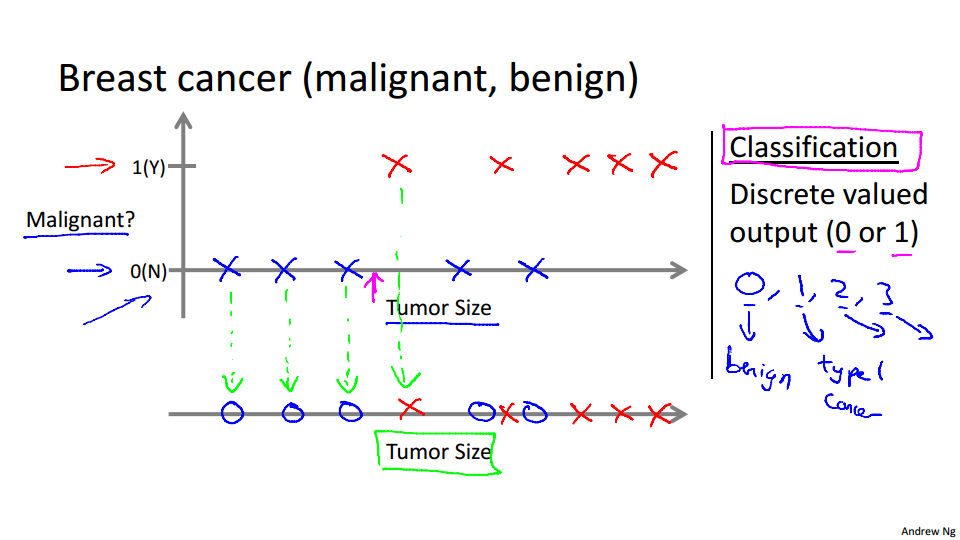 Breast cancer (malignant, benign)
1(Y)
Malignant?
0(N)
Tumor Size
Tumor Size
Classification
Discrete valued
output (0 or 1)
0, 1, 2, 3
benign
type 1
cancer
Andrew Ng